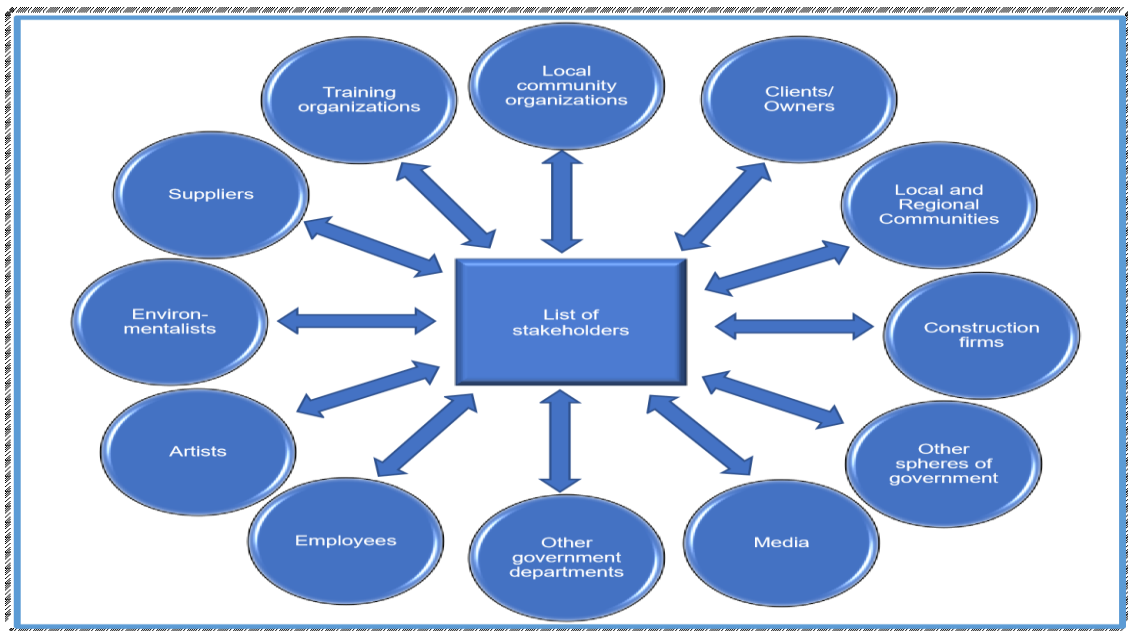 Local
community
organizations
Training
organizations
Clients/
Owners
Suppliers
Local and
Regional
Communities
List of
stakeholders
Environ-
mentalists
Construction
firms
Artists
Other
spheres of
government
Employees
Other
government
departments
Media